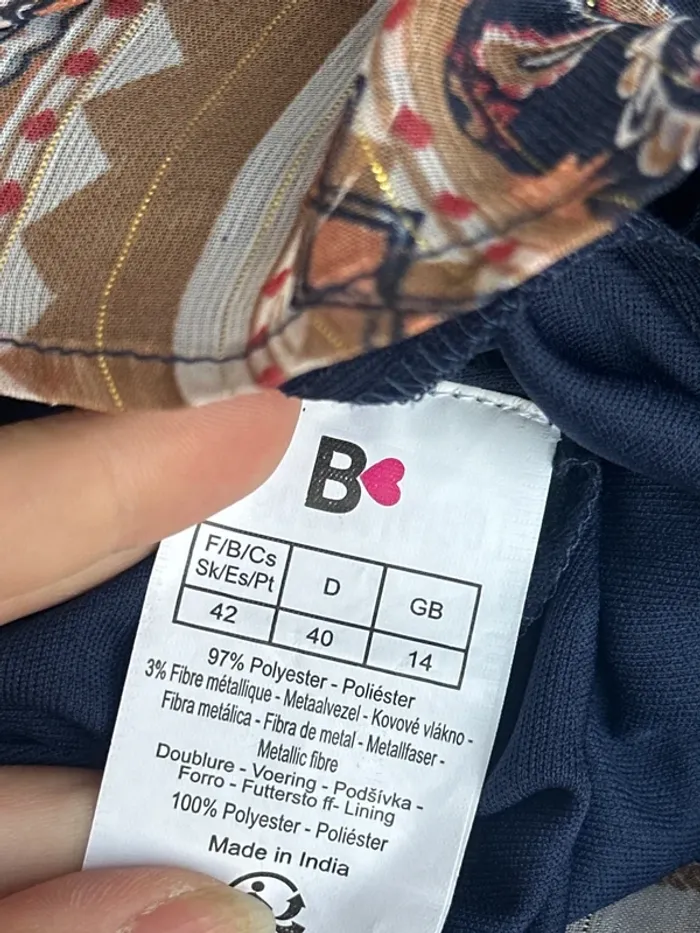 B
F/B/Cs D GB
Sk/Es/Pt
42 40 14
97% Polyester - Poliéster
3% Fibre métallique - Metaalvezel - Kovové vlákno -
Fibra metálica - Fibra de metal - Metallfaser -
Metallic fibre
Doublure - Voering - Podšívka -
Forro - Futtersto ff- Lining
100% Polyester - Poliéster
Made in India